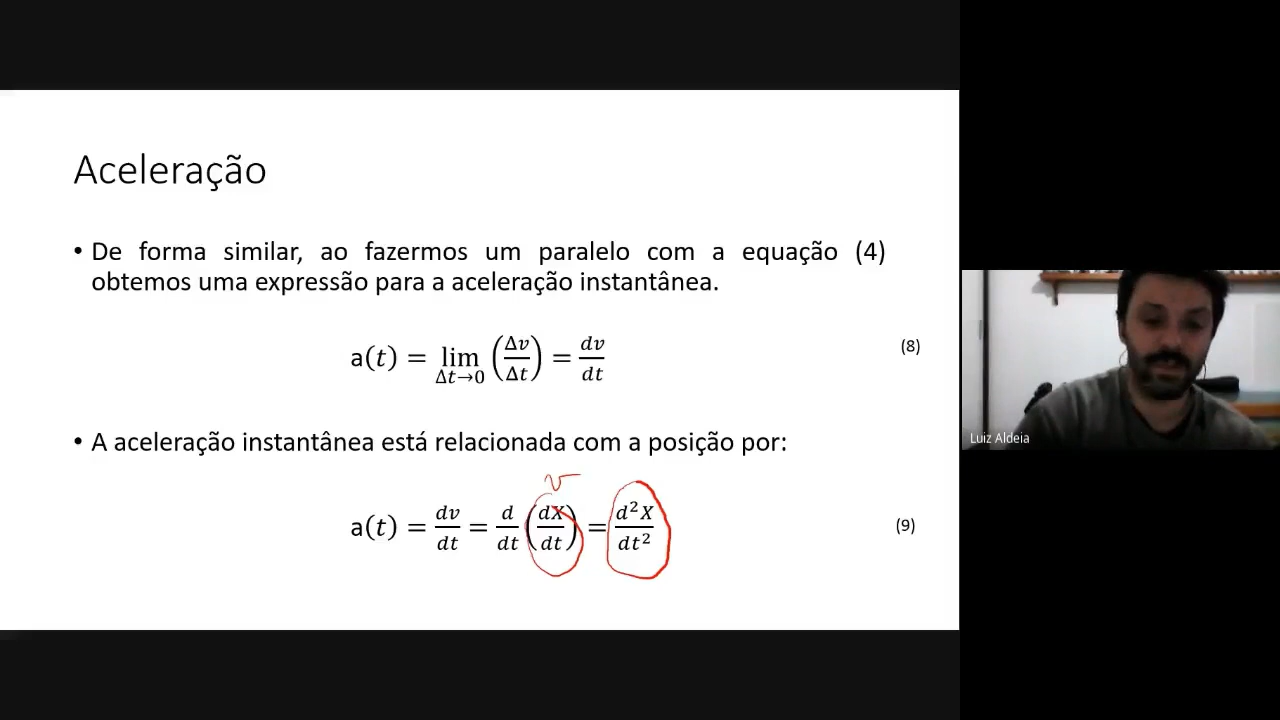 Aceleração
• De forma similar, ao fazermos um paralelo com a equação (4)
obtemos uma expressão para a aceleração instantânea.
a(t) = lim Δt→0 (Δv/Δt) = dv/dt (8)
• A aceleração instantânea está relacionada com a posição por:
v
a(t) = dv/dt = d/dt (dX/dt) = d²X/dt² (9)
Luiz Aldeia